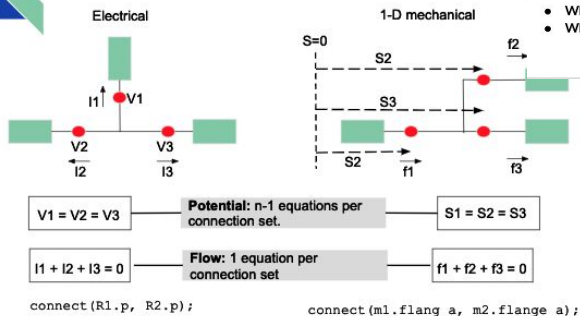 Electrical
1-D mechanical
S=0
S2
f2
S3
S2
f1
f3
I1
V1
V2
V3
I2
I3
V1 = V2 = V3
Potential: n-1 equations per
connection set.
S1 = S2 = S3
I1 + I2 + I3 = 0
Flow: 1 equation per
connection set
f1 + f2 + f3 = 0
connect(R1.p, R2.p);
connect(m1.flang a, m2.flange a);